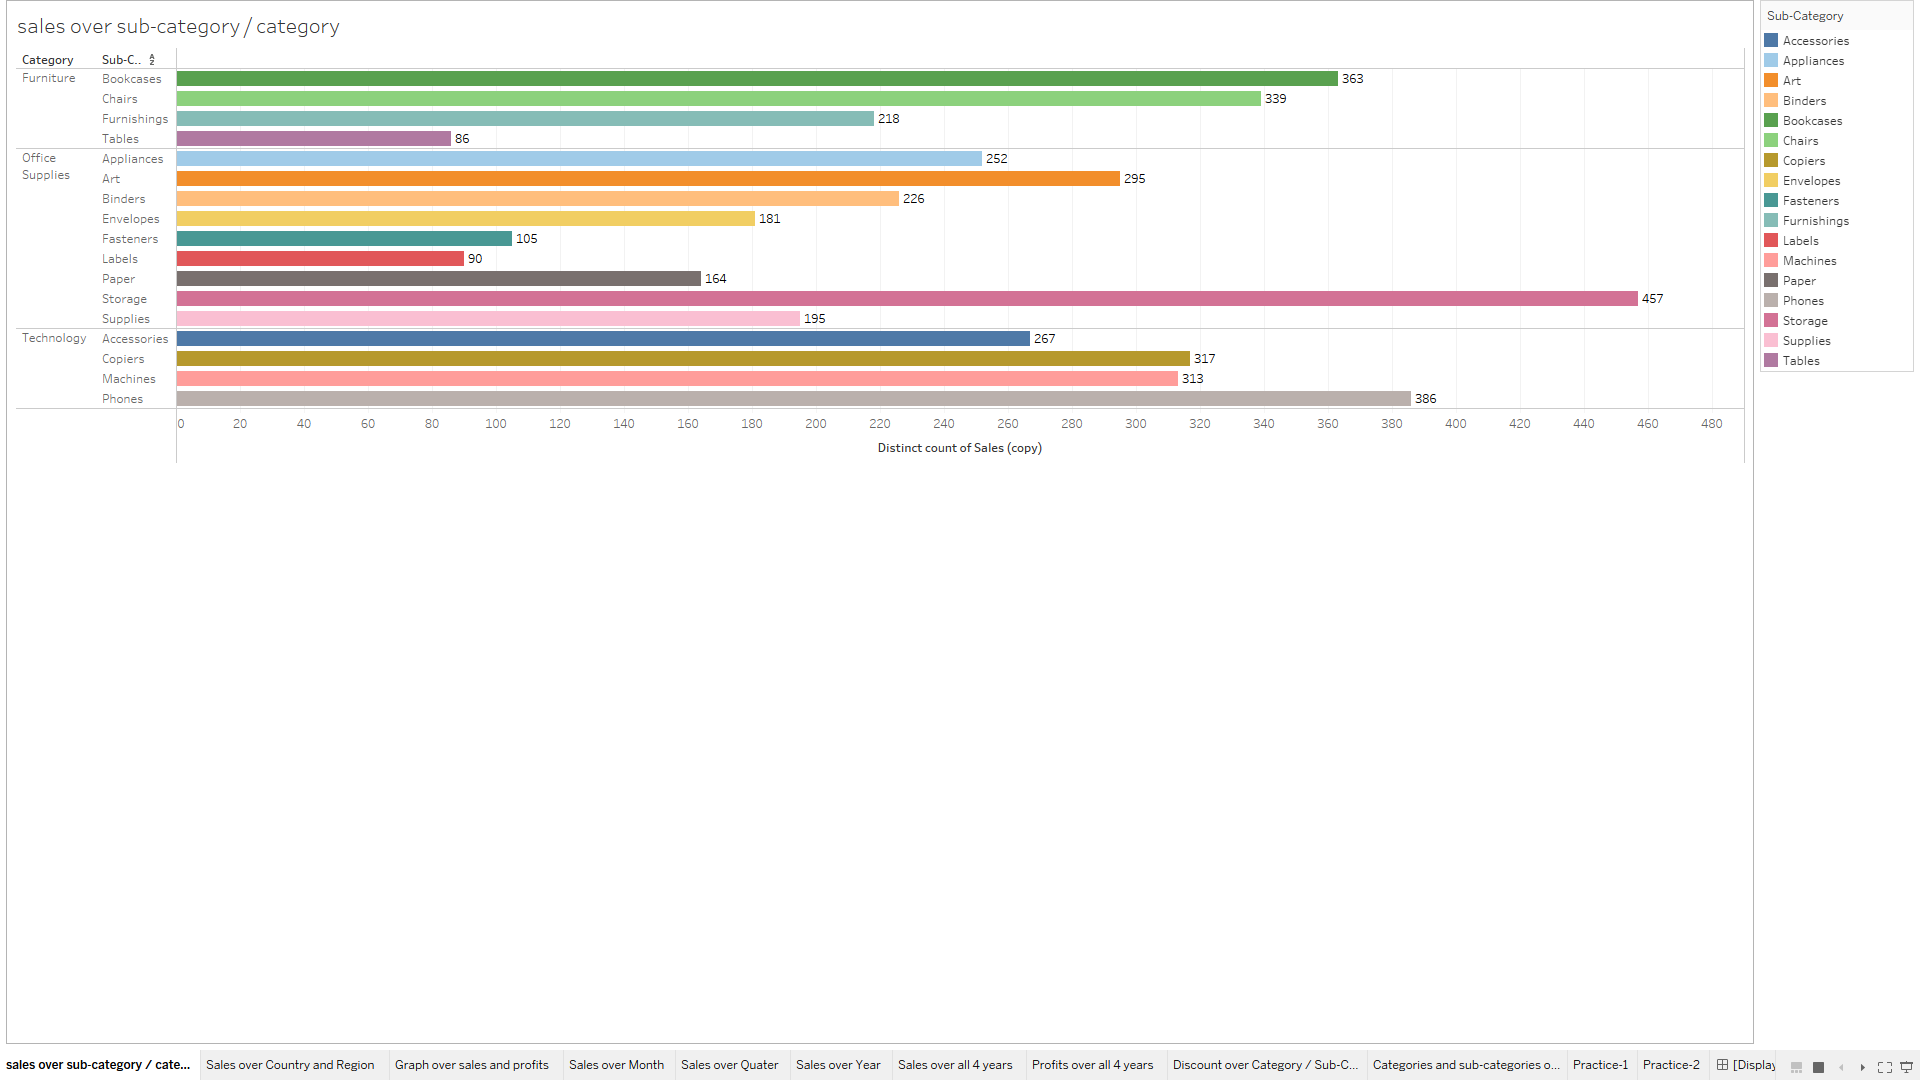 sales over sub-category / category
Category Sub-C..
Furniture Bookcases 363
Chairs 339
Furnishings 218
Tables 86
Office Supplies Appliances 252
Art 295
Binders 226
Envelopes 181
Fasteners 105
Labels 90
Paper 164
Storage 457
Supplies 195
Technology Accessories 267
Copiers 317
Machines 313
Phones 386
0 20 40 60 80 100 120 140 160 180 200 220 240 260 280 300 320 340 360 380 400 420 440 460 480
Distinct count of Sales (copy)
Sub-Category
Accessories
Appliances
Art
Binders
Bookcases
Chairs
Copiers
Envelopes
Fasteners
Furnishings
Labels
Machines
Paper
Phones
Storage
Supplies
Tables
sales over sub-category / cate... Sales over Country and Region Graph over sales and profits Sales over Month Sales over Quater Sales over Year Sales over all 4 years Profits over all 4 years Discount over Category / Sub-C... Categories and sub-categories o... Practice-1 Practice-2 [Display